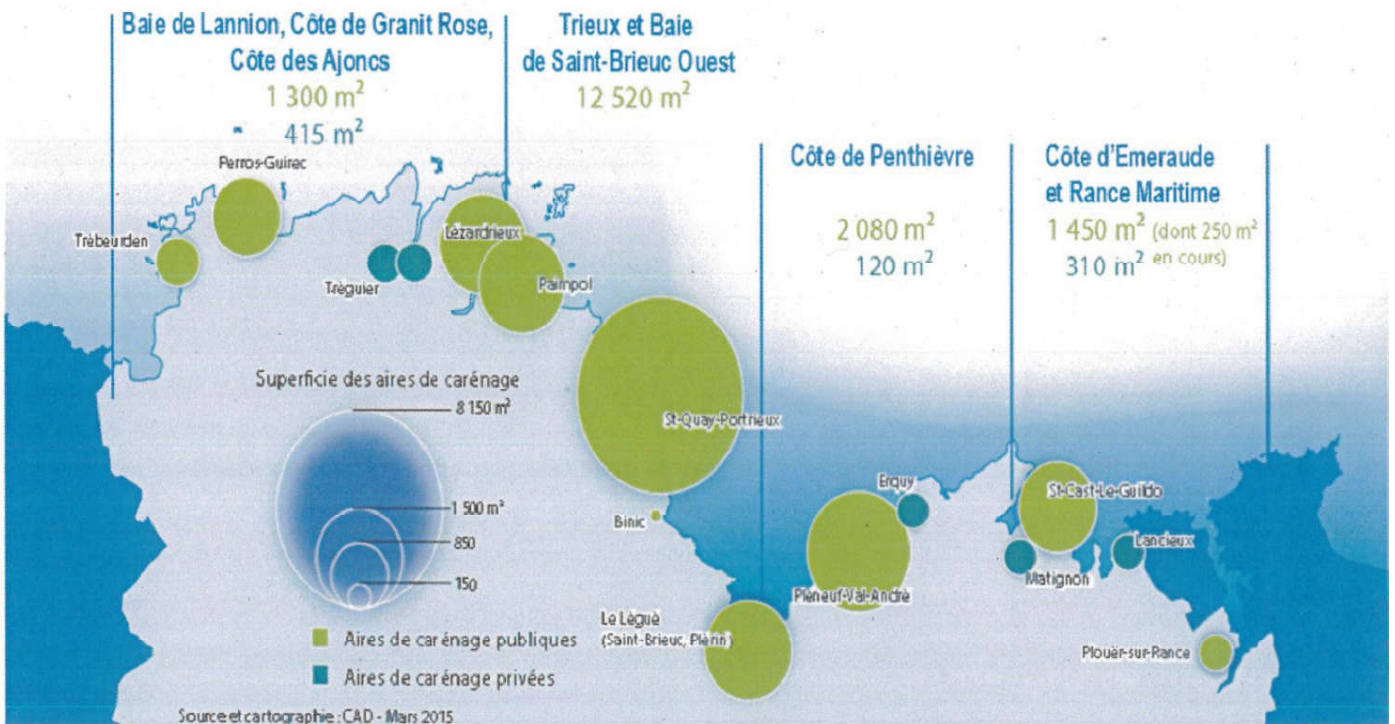 Baie de Lannion, Côte de Granit Rose,
Côte des Ajoncs
1 300 m²
415 m²
Trieux et Baie
de Saint-Brieuc Ouest
12 520 m²
Côte de Penthièvre
2 080 m²
120 m²
Côte d'Emeraude
et Rance Maritime
1 450 m² (dont 250 m²
en cours)
310 m²
Perros-Guirec
Trébeurden
Tréguier
Lézardrieux
Paimpol
St-Quay-Portrieux
Binic
Le Légué
(Saint-Brieuc, Plérin)
Pléneuf-Val-André
Erquy
St-Cast-Le-Guildo
Matignon
Lancieux
Plouër-sur-Rance
Superficie des aires de carénage
8 150 m²
1 500 m²
850
150
Aires de carénage publiques
Aires de carénage privées
Source et cartographie : CAD - Mars 2015